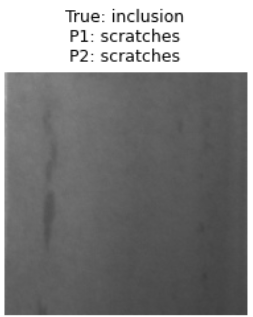 True: inclusion
P1: scratches
P2: scratches